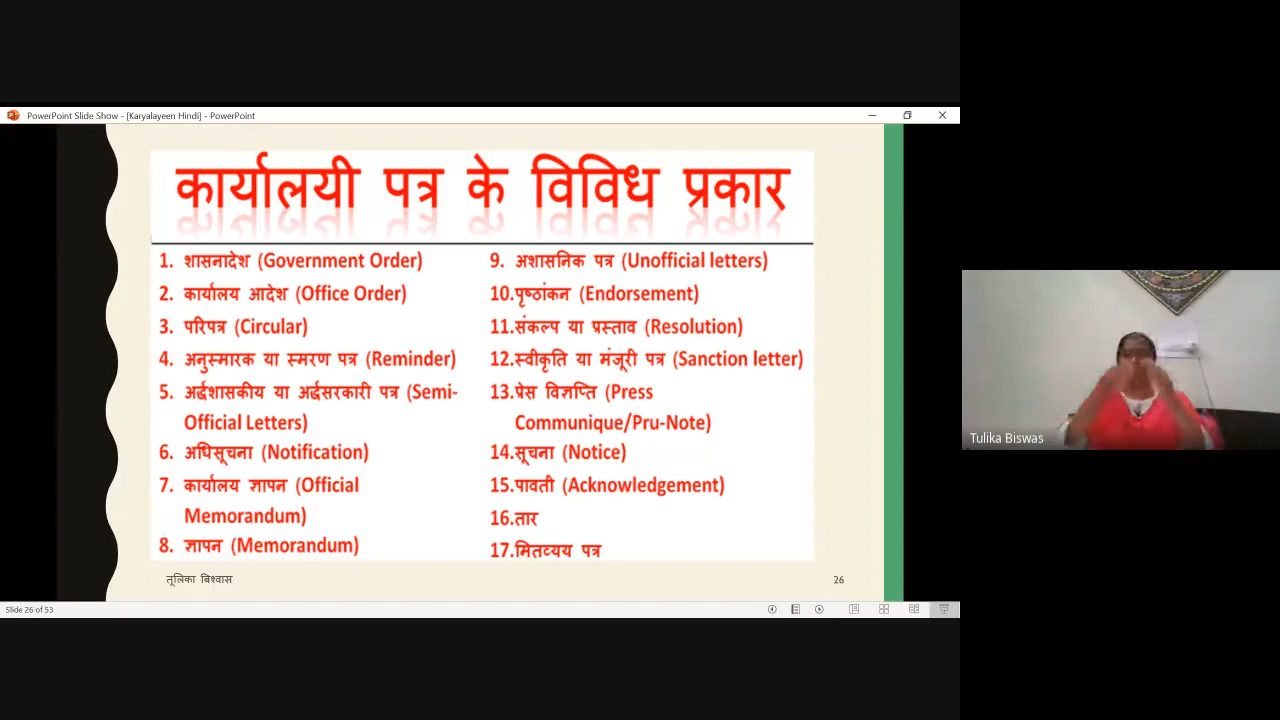 PowerPoint Slide Show - [Karyalayeen Hindi] - PowerPoint
कार्यालयी पत्र के विविध प्रकार
1. शासनादेश (Government Order)
2. कार्यालय आदेश (Office Order)
3. परिपत्र (Circular)
4. अनुस्मारक या स्मरण पत्र (Reminder)
5. अर्द्धशासकीय या अर्द्धसरकारी पत्र (Semi-
Official Letters)
6. अधिसूचना (Notification)
7. कार्यालय ज्ञापन (Official
Memorandum)
8. ज्ञापन (Memorandum)
9. अशासनिक पत्र (Unofficial letters)
10.पृष्ठांकन (Endorsement)
11.संकल्प या प्रस्ताव (Resolution)
12.स्वीकृति या मंजूरी पत्र (Sanction letter)
13.प्रेस विज्ञप्ति (Press
Communique/Pru-Note)
14.सूचना (Notice)
15.पावती (Acknowledgement)
16.तार
17.मितव्यय पत्र
तूलिका बिश्वास
26
Slide 26 of 53
Tulika Biswas